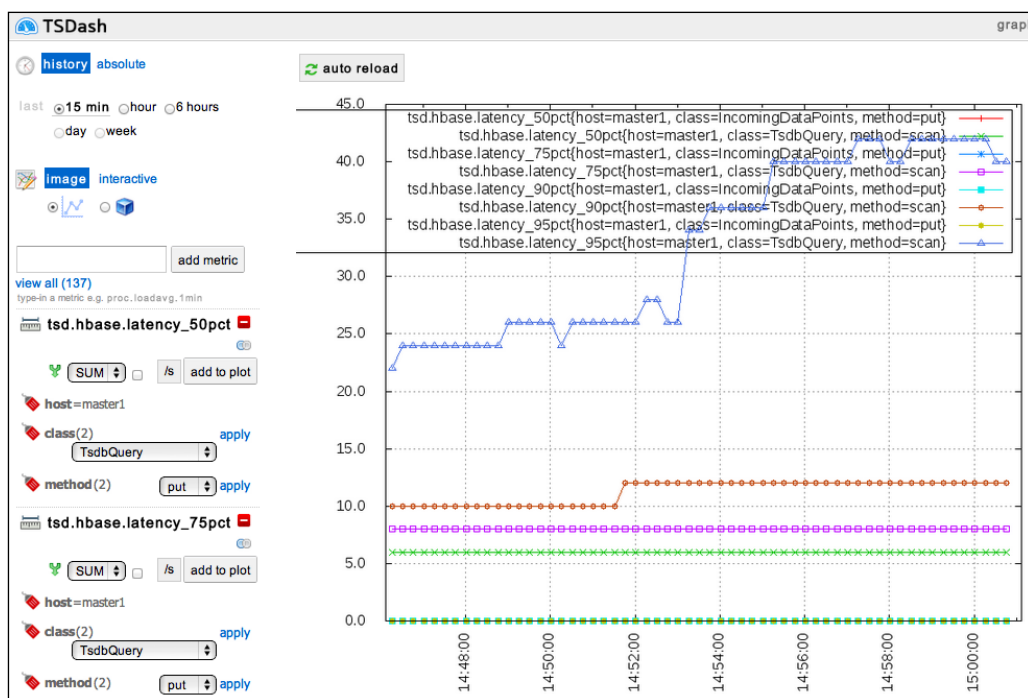 TSDash
grap
history absolute
auto reload
last 15 min hour 6 hours
day week
image interactive
add metric
view all (137)
type-in a metric e.g. proc.loadavg.1min
tsd.hbase.latency_50pct
SUM /s add to plot
host=master1
class(2) apply
TsdbQuery
method(2) put apply
tsd.hbase.latency_75pct
SUM /s add to plot
host=master1
class(2) apply
TsdbQuery
method(2) put apply
tsd.hbase.latency_50pct{host=master1, class=IncomingDataPoints, method=put}
tsd.hbase.latency_50pct{host=master1, class=TsdbQuery, method=scan}
tsd.hbase.latency_75pct{host=master1, class=IncomingDataPoints, method=put}
tsd.hbase.latency_75pct{host=master1, class=TsdbQuery, method=scan}
tsd.hbase.latency_90pct{host=master1, class=IncomingDataPoints, method=put}
tsd.hbase.latency_90pct{host=master1, class=TsdbQuery, method=scan}
tsd.hbase.latency_95pct{host=master1, class=IncomingDataPoints, method=put}
tsd.hbase.latency_95pct{host=master1, class=TsdbQuery, method=scan}
45.0
40.0
35.0
30.0
25.0
20.0
15.0
10.0
5.0
0.0
14:48:00
14:50:00
14:52:00
14:54:00
14:56:00
14:58:00
15:00:00